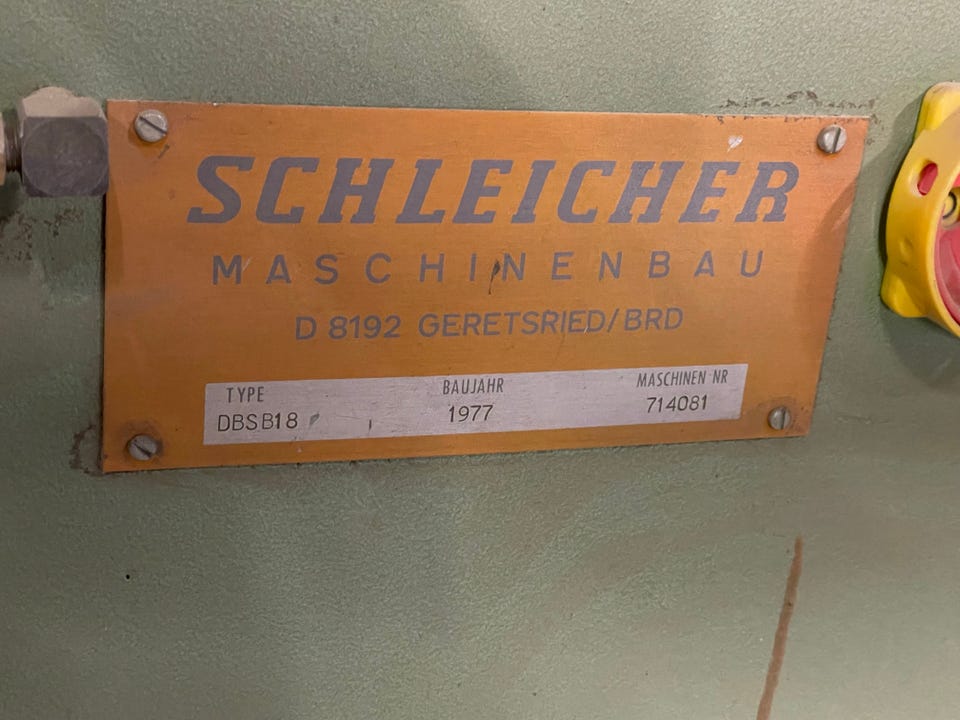 SCHLEICHER
MASCHINENBAU
D 8192 GERETSRIED/BRD
TYPE BAUJAHR MASCHINEN NR
DBSB18 1977 714081